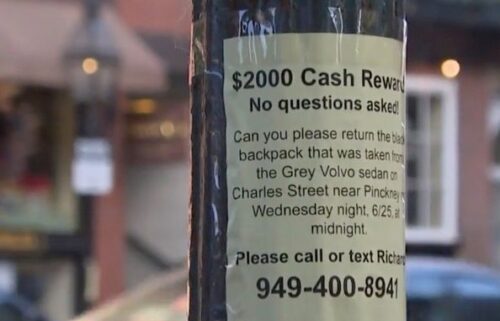 $2000 Cash Reward
No questions asked!
Can you please return the black
backpack that was taken from
the Grey Volvo sedan on
Charles Street near Pinckney
Wednesday night, 6/25, at
midnight.
Please call or text Richard
949-400-8941